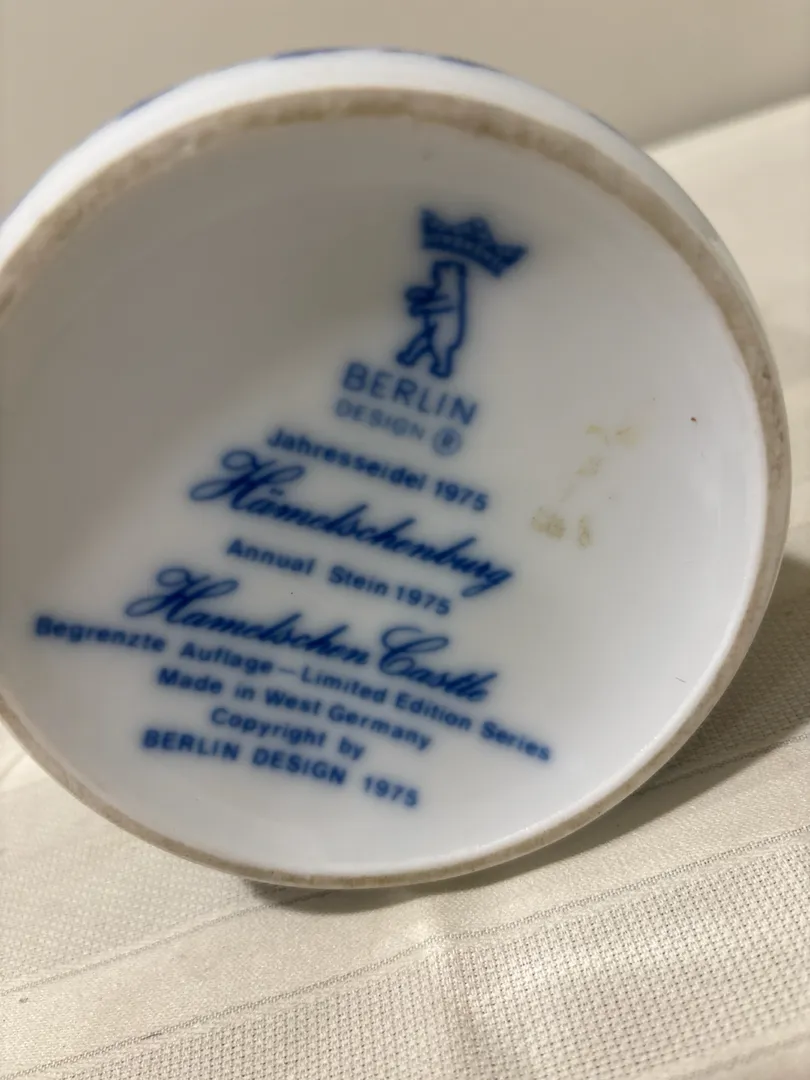 BERLIN
DESIGN ®
Jahresseidel 1975
Hämelschenburg
Annual Stein 1975
Hamelschen Castle
Begrenzte Auflage—Limited Edition Series
Made in West Germany
Copyright by
BERLIN DESIGN 1975